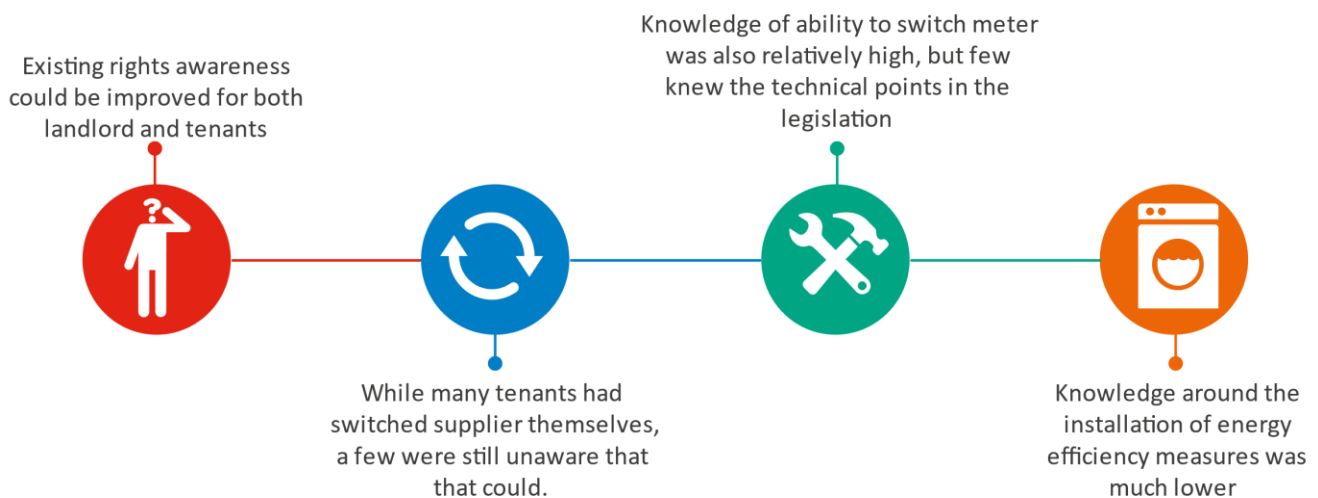 Existing rights awareness
could be improved for both
landlord and tenants
?
While many tenants had
switched supplier themselves,
a few were still unaware that
that could.
Knowledge of ability to switch meter
was also relatively high, but few
knew the technical points in the
legislation
Knowledge around the
installation of energy
efficiency measures was
much lower